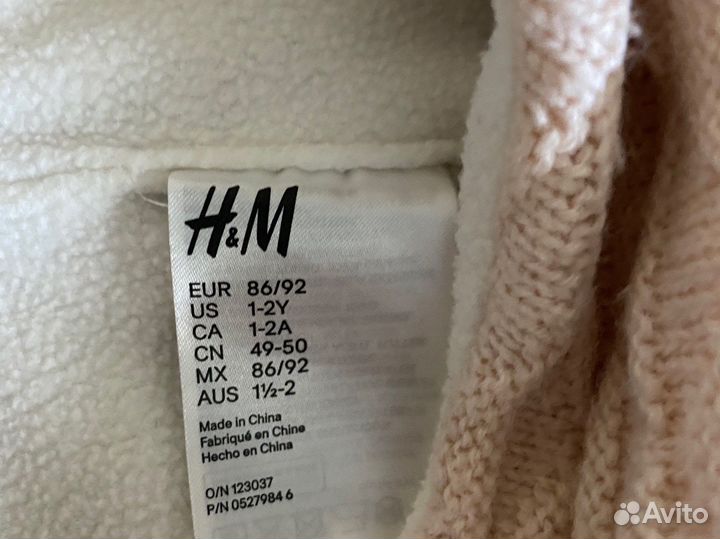 H&M
EUR 86/92
US 1-2Y
CA 1-2A
CN 49-50
MX 86/92
AUS 1½-2
Made in China
Fabriqué en Chine
Hecho en China
O/N 123037
P/N 0527984 6
Avito